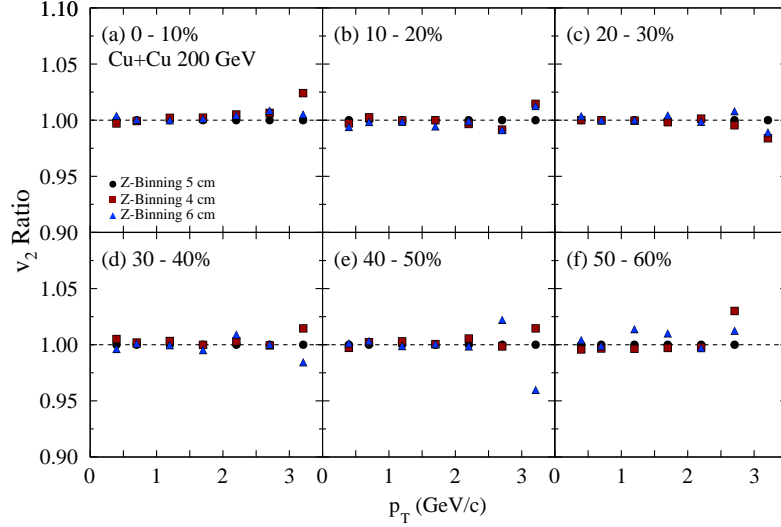 1.10
(a) 0 - 10%
(b) 10 - 20%
(c) 20 - 30%
Cu+Cu 200 GeV
1.05
1.00
0.95
Z-Binning 5 cm
Z-Binning 4 cm
Z-Binning 6 cm
0.90
v2 Ratio
(d) 30 - 40%
(e) 40 - 50%
(f) 50 - 60%
1.05
1.00
0.95
0.90
0 1 2 3 0 1 2 3 0 1 2 3
pT (GeV/c)